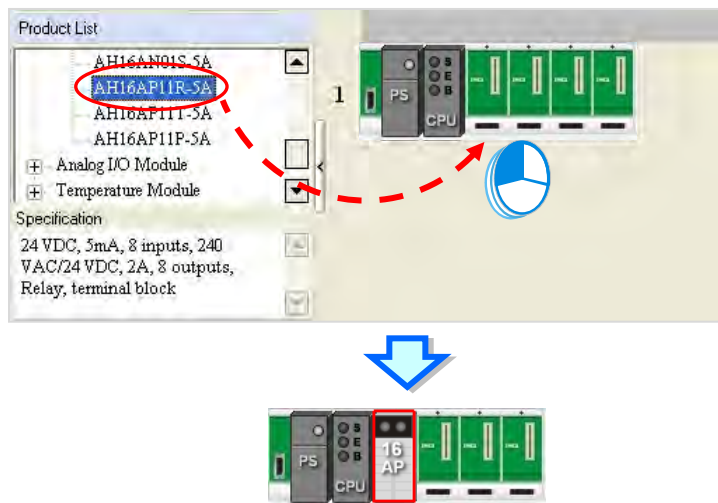 Product List
AH16AN01S-5A
AH16AP11R-5A
AH16AP11T-5A
AH16AP11P-5A
Analog I/O Module
Temperature Module
Specification
24 VDC, 5mA, 8 inputs, 240
VAC/24 VDC, 2A, 8 outputs,
Relay, terminal block
1
PS
S
E
B
CPU
PS
S
E
B
CPU
16
AP